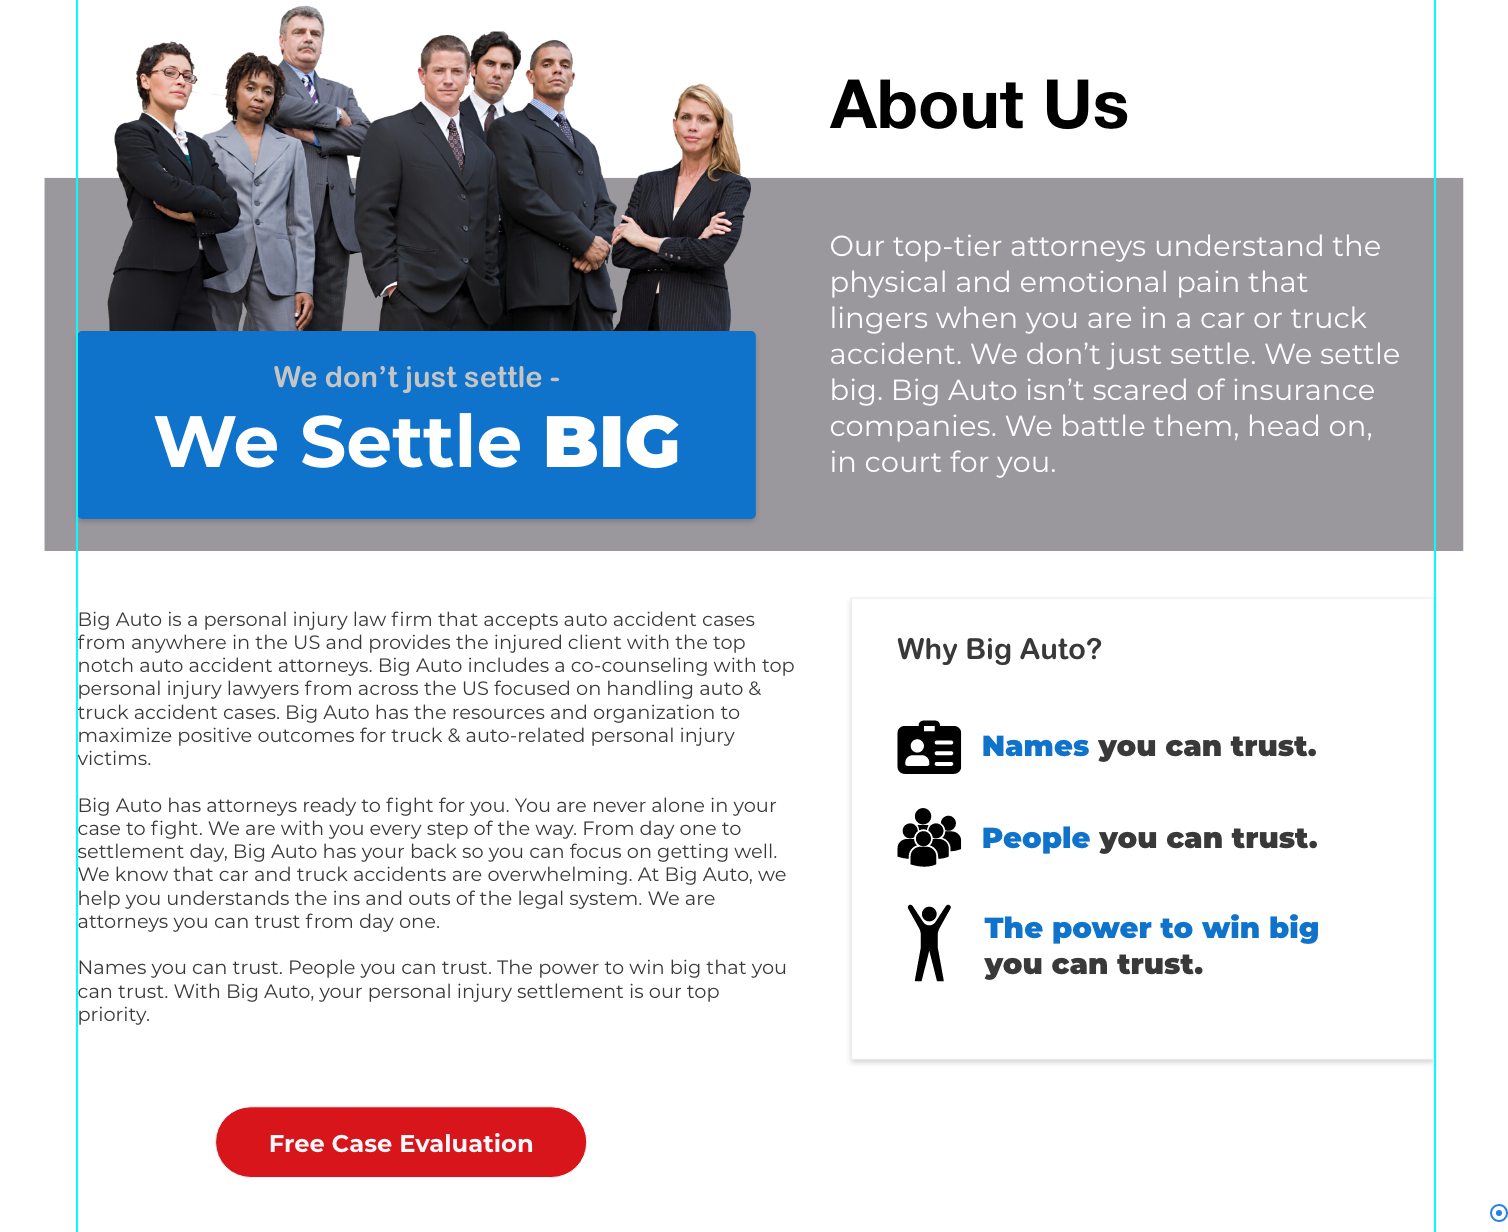 About Us
Our top-tier attorneys understand the
physical and emotional pain that
lingers when you are in a car or truck
accident. We don’t just settle. We settle
big. Big Auto isn’t scared of insurance
companies. We battle them, head on,
in court for you.
We don’t just settle -
We Settle BIG
Big Auto is a personal injury law firm that accepts auto accident cases
from anywhere in the US and provides the injured client with the top
notch auto accident attorneys. Big Auto includes a co-counseling with top
personal injury lawyers from across the US focused on handling auto &
truck accident cases. Big Auto has the resources and organization to
maximize positive outcomes for truck & auto-related personal injury
victims.
Big Auto has attorneys ready to fight for you. You are never alone in your
case to fight. We are with you every step of the way. From day one to
settlement day, Big Auto has your back so you can focus on getting well.
We know that car and truck accidents are overwhelming. At Big Auto, we
help you understands the ins and outs of the legal system. We are
attorneys you can trust from day one.
Names you can trust. People you can trust. The power to win big that you
can trust. With Big Auto, your personal injury settlement is our top
priority.
Free Case Evaluation
Why Big Auto?
Names you can trust.
People you can trust.
The power to win big
you can trust.